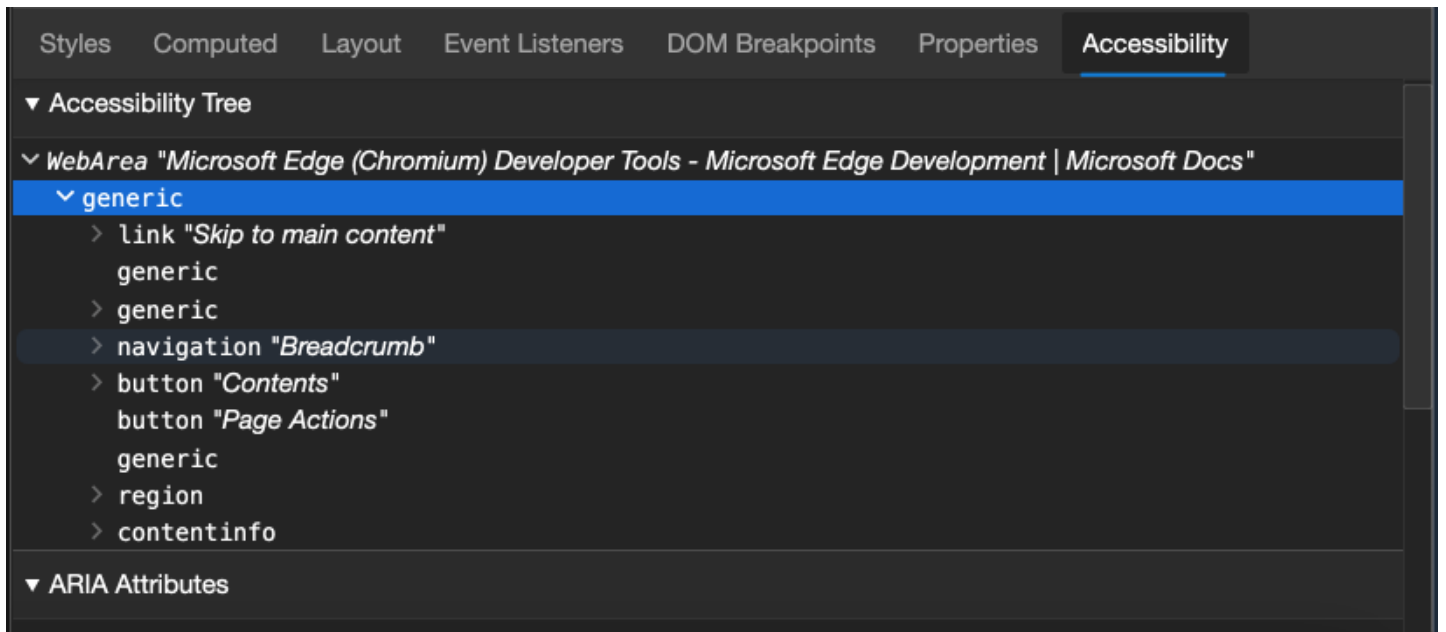 Styles Computed Layout Event Listeners DOM Breakpoints Properties Accessibility
Accessibility Tree
WebArea "Microsoft Edge (Chromium) Developer Tools - Microsoft Edge Development | Microsoft Docs"
generic
link "Skip to main content"
generic
generic
navigation "Breadcrumb"
button "Contents"
button "Page Actions"
generic
region
contentinfo
ARIA Attributes